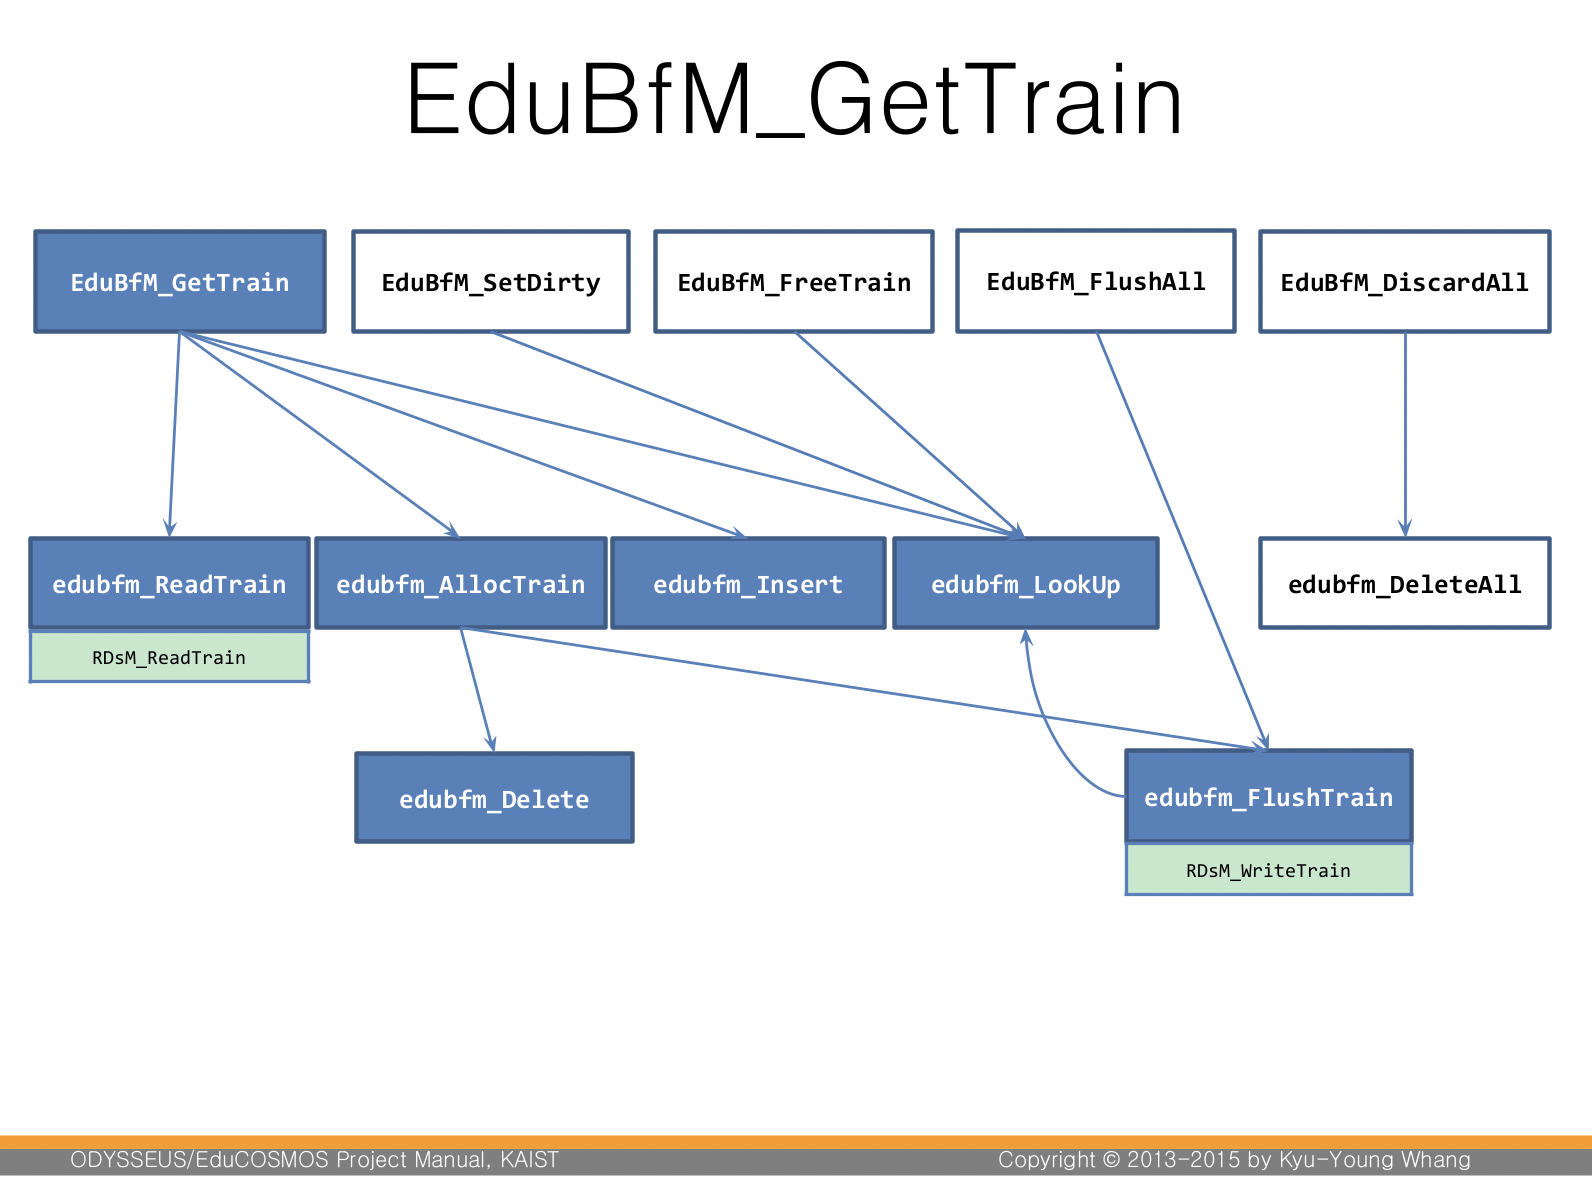 EduBfM_GetTrain
EduBfM_GetTrain
EduBfM_SetDirty
EduBfM_FreeTrain
EduBfM_FlushAll
EduBfM_DiscardAll
edubfm_ReadTrain
edubfm_AllocTrain
edubfm_Insert
edubfm_LookUp
edubfm_DeleteAll
RDsM_ReadTrain
edubfm_Delete
edubfm_FlushTrain
RDsM_WriteTrain
ODYSSEUS/EduCOSMOS Project Manual, KAIST
Copyright © 2013-2015 by Kyu-Young Whang